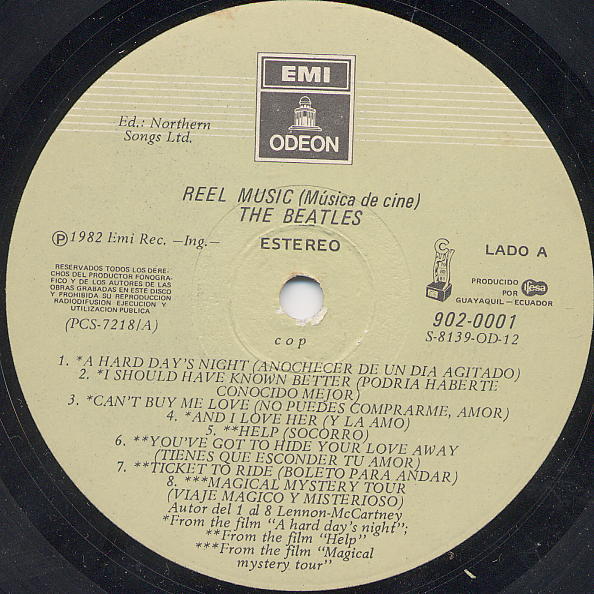 EMI
ODEON
Ed.: Northern
Songs Ltd.
REEL MUSIC (Música de cine)
THE BEATLES
Ⓟ 1982 Emi Rec. —Ing.—
ESTEREO
LADO A
RESERVADOS TODOS LOS DERE-
CHOS DEL PRODUCTOR FONOGRA-
FICO Y DE LOS AUTORES DE LAS
OBRAS GRABADAS EN ESTE DISCO
Y PROHIBIDA SU REPRODUCCION
RADIODIFUSION EJECUCION Y
UTILIZACION PUBLICA
(PCS-7218/A)
PRODUCIDO
POR
ifesa
GUAYAQUIL — ECUADOR
902-0001
S-8139-OD-12
cop
1. *A HARD DAY'S NIGHT (ANOCHECER DE UN DIA AGITADO)
2. *I SHOULD HAVE KNOWN BETTER (PODRIA HABERTE
CONOCIDO MEJOR)
3. *CAN'T BUY ME LOVE (NO PUEDES COMPRARME, AMOR)
4. *AND I LOVE HER (Y LA AMO)
5. **HELP (SOCORRO)
6. **YOU'VE GOT TO HIDE YOUR LOVE AWAY
(TIENES QUE ESCONDER TU AMOR)
7. **TICKET TO RIDE (BOLETO PARA ANDAR)
8. ***MAGICAL MYSTERY TOUR
(VIAJE MAGICO Y MISTERIOSO)
Autor del 1 al 8 Lennon-McCartney
*From the film "A hard day's night";
**From the film "Help"
***From the film "Magical
mystery tour"